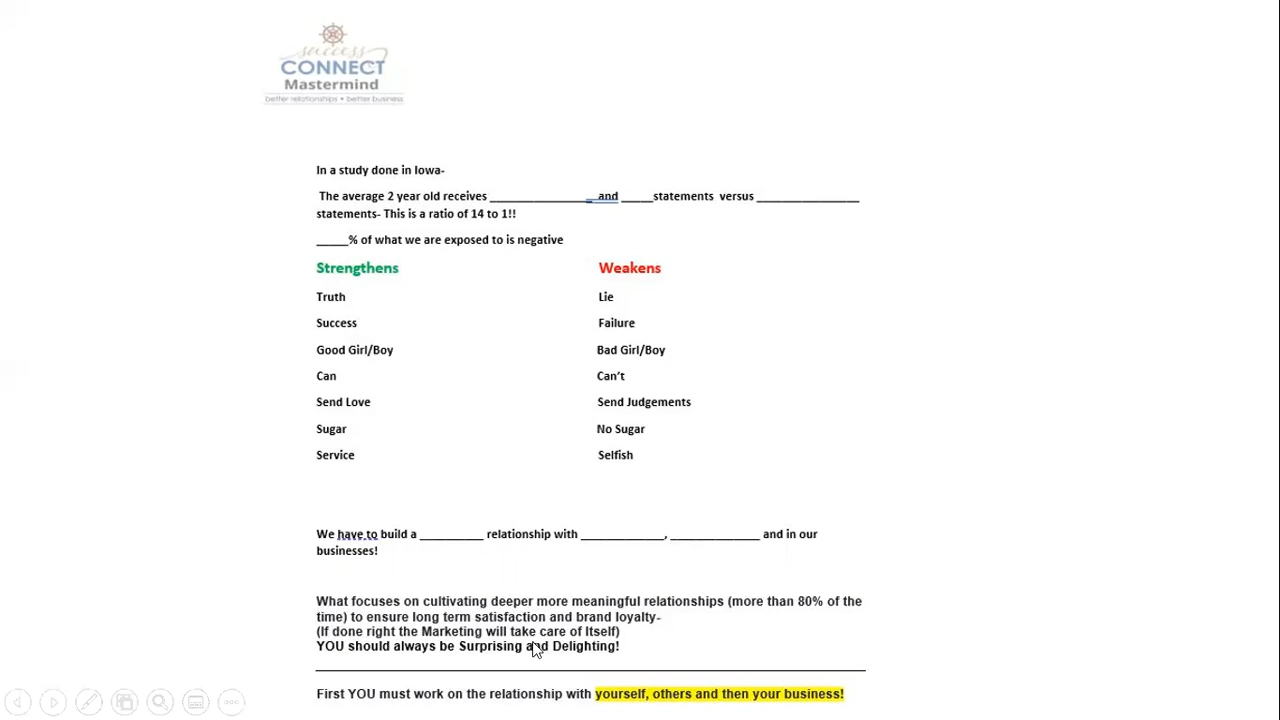 success
CONNECT
Mastermind
better relationships • better business
In a study done in Iowa-
The average 2 year old receives ________________ and _____statements versus ________________
statements- This is a ratio of 14 to 1!!
_____% of what we are exposed to is negative
Strengthens Weakens
Truth Lie
Success Failure
Good Girl/Boy Bad Girl/Boy
Can Can't
Send Love Send Judgements
Sugar No Sugar
Service Selfish
We have to build a __________ relationship with _____________, ______________ and in our
businesses!
What focuses on cultivating deeper more meaningful relationships (more than 80% of the
time) to ensure long term satisfaction and brand loyalty-
(If done right the Marketing will take care of Itself)
YOU should always be Surprising and Delighting!
First YOU must work on the relationship with yourself, others and then your business!